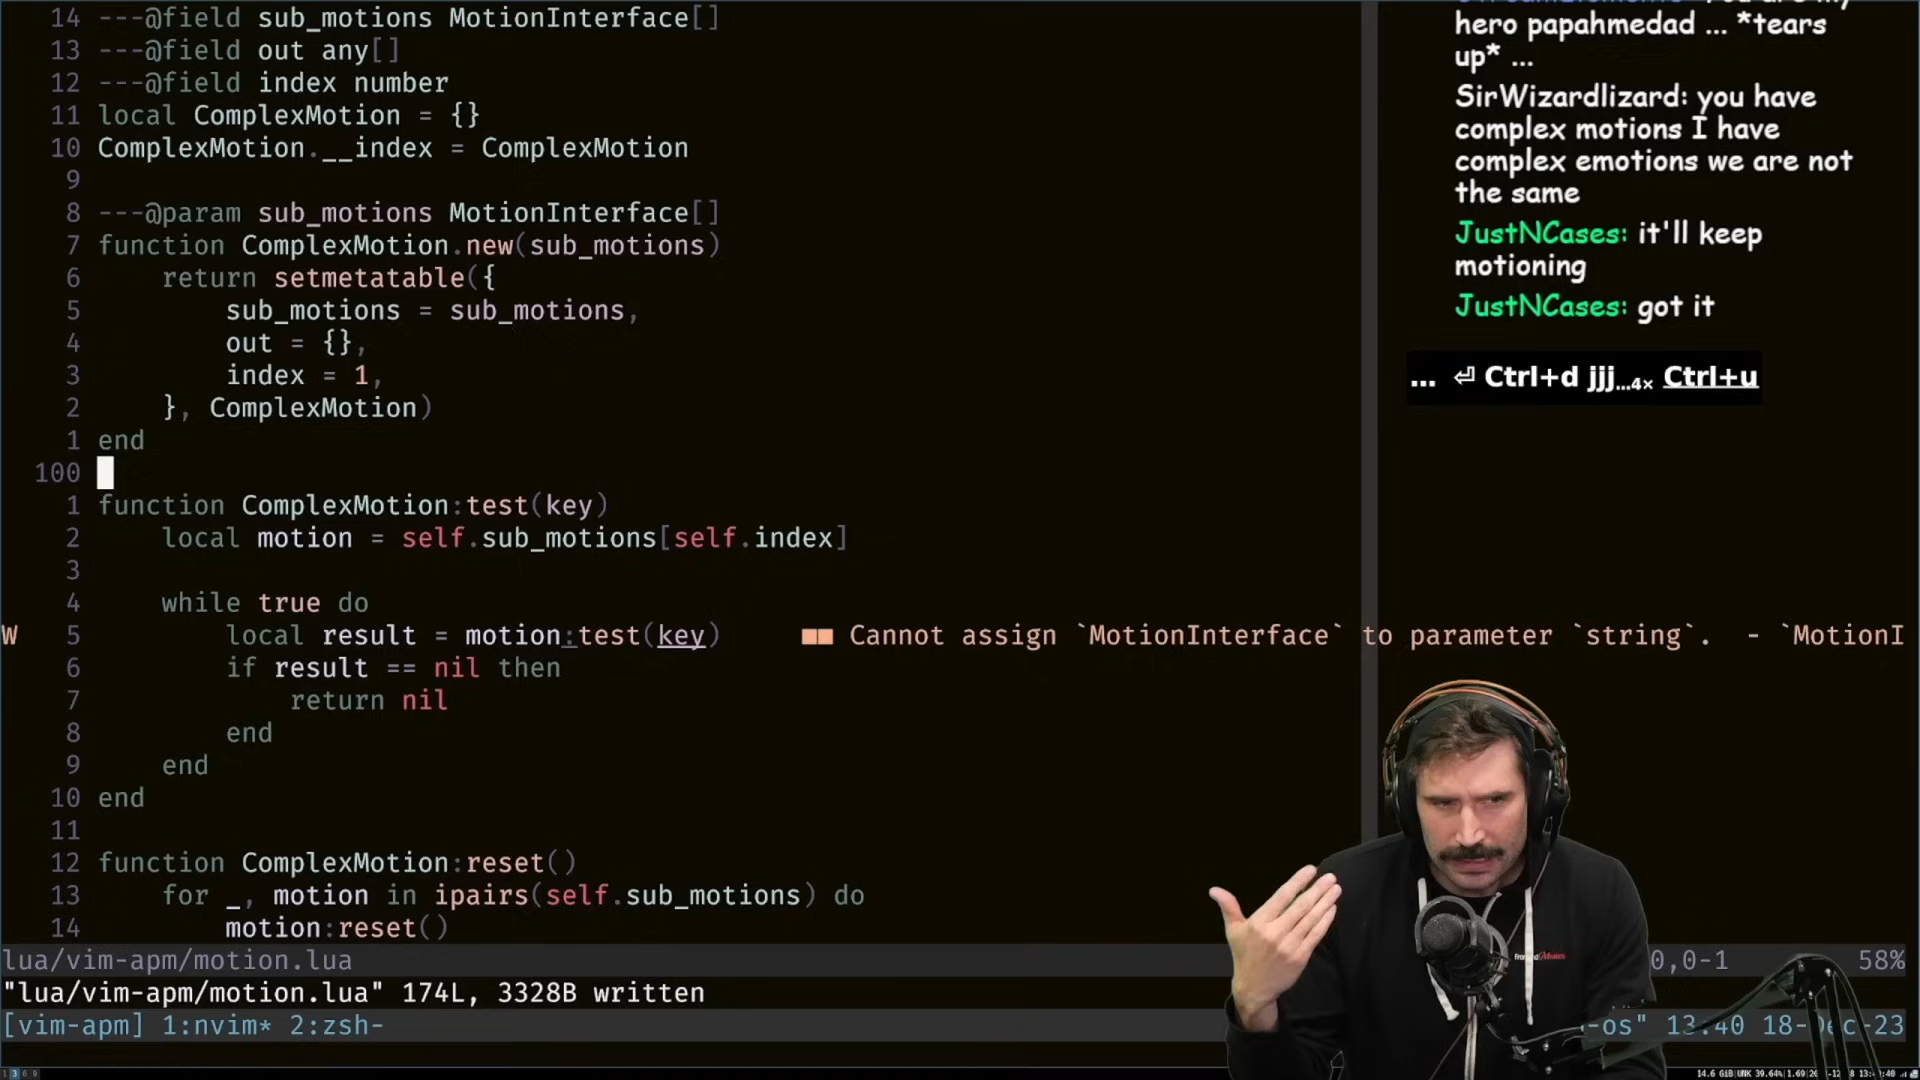 14 ---@field sub_motions MotionInterface[]
13 ---@field out any[]
12 ---@field index number
11 local ComplexMotion = {}
10 ComplexMotion.__index = ComplexMotion
9
8 ---@param sub_motions MotionInterface[]
7 function ComplexMotion.new(sub_motions)
6     return setmetatable({
5         sub_motions = sub_motions,
4         out = {},
3         index = 1,
2     }, ComplexMotion)
1 end
100
1 function ComplexMotion:test(key)
2     local motion = self.sub_motions[self.index]
3
4     while true do
W 5         local result = motion:test(key)     ■■ Cannot assign `MotionInterface` to parameter `string`.  - `MotionI
6         if result == nil then
7             return nil
8         end
9     end
10 end
11
12 function ComplexMotion:reset()
13     for _, motion in ipairs(self.sub_motions) do
14         motion:reset()
lua/vim-apm/motion.lua
0,0-1 58%
"lua/vim-apm/motion.lua" 174L, 3328B written
[vim-apm] 1:nvim* 2:zsh-
-os" 13:40 18-Dec-23
hero papahmedad ... *tears
up* ...
SirWizardlizard: you have
complex motions I have
complex emotions we are not
the same
JustNCases: it'll keep
motioning
JustNCases: got it
... ⏎ Ctrl+d jjj...4× Ctrl+u